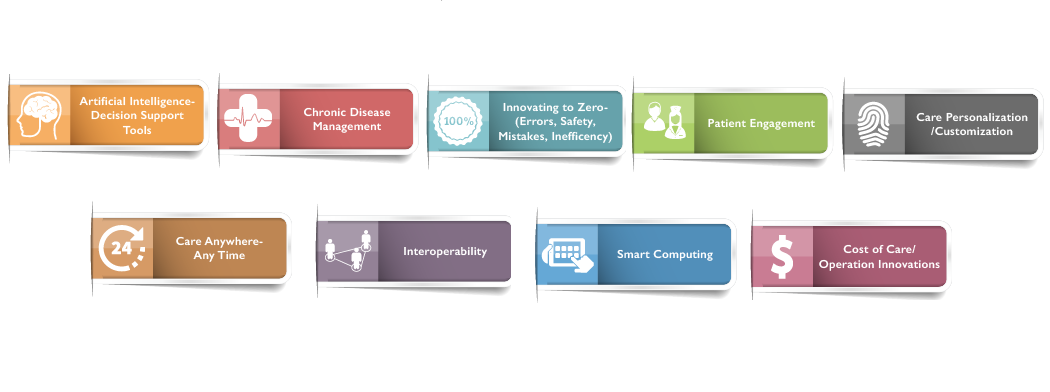 Artificial Intelligence-
Decision Support
Tools
Chronic Disease
Management
100%
Innovating to Zero-
(Errors, Safety,
Mistakes, Inefficency)
Patient Engagement
Care Personalization
/Customization
24
Care Anywhere-
Any Time
Interoperability
Smart Computing
$
Cost of Care/
Operation Innovations